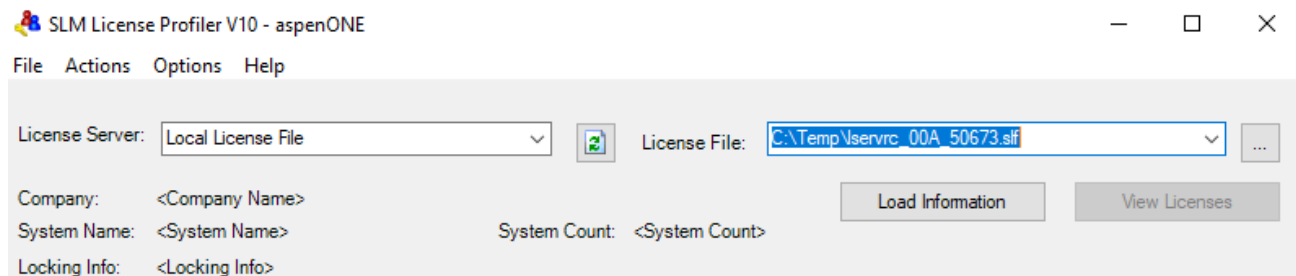 SLM License Profiler V10 - aspenONE
File Actions Options Help
License Server: Local License File License File: C:\Temp\lservrc_00A_50673.slf ...
Company: <Company Name> Load Information View Licenses
System Name: <System Name> System Count: <System Count>
Locking Info: <Locking Info>